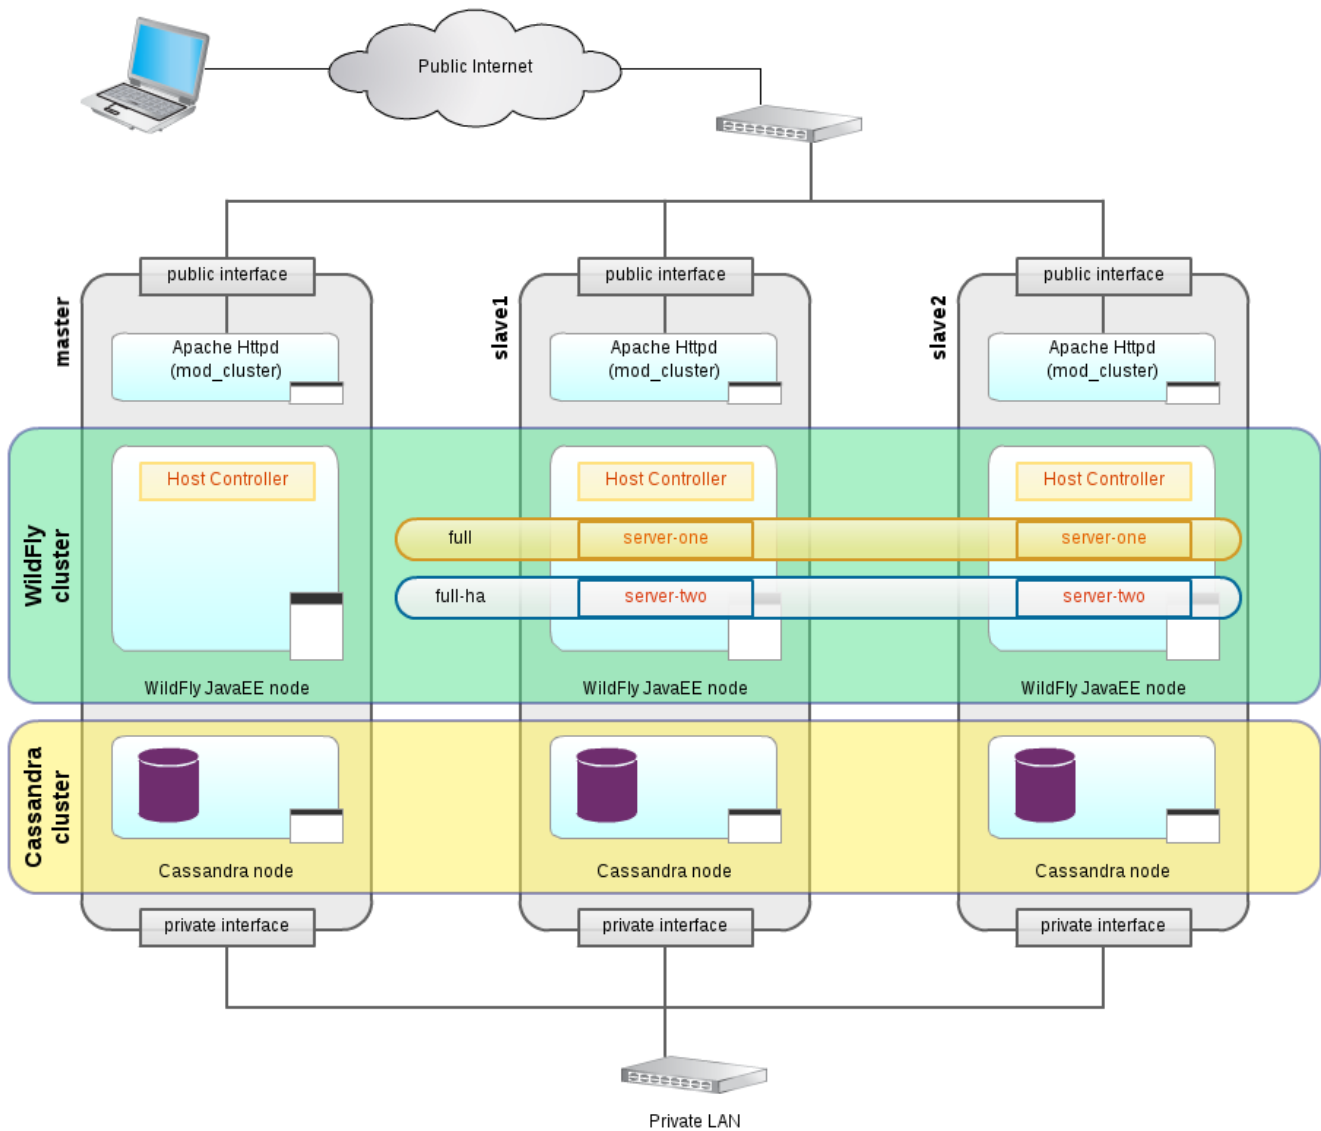 Public Internet
public interface
public interface
public interface
master
slave1
slave2
Apache Httpd
(mod_cluster)
Apache Httpd
(mod_cluster)
Apache Httpd
(mod_cluster)
WildFly
cluster
Host Controller
Host Controller
Host Controller
full
server-one
server-one
full-ha
server-two
server-two
WildFly JavaEE node
WildFly JavaEE node
WildFly JavaEE node
Cassandra
cluster
Cassandra node
Cassandra node
Cassandra node
private interface
private interface
private interface
Private LAN